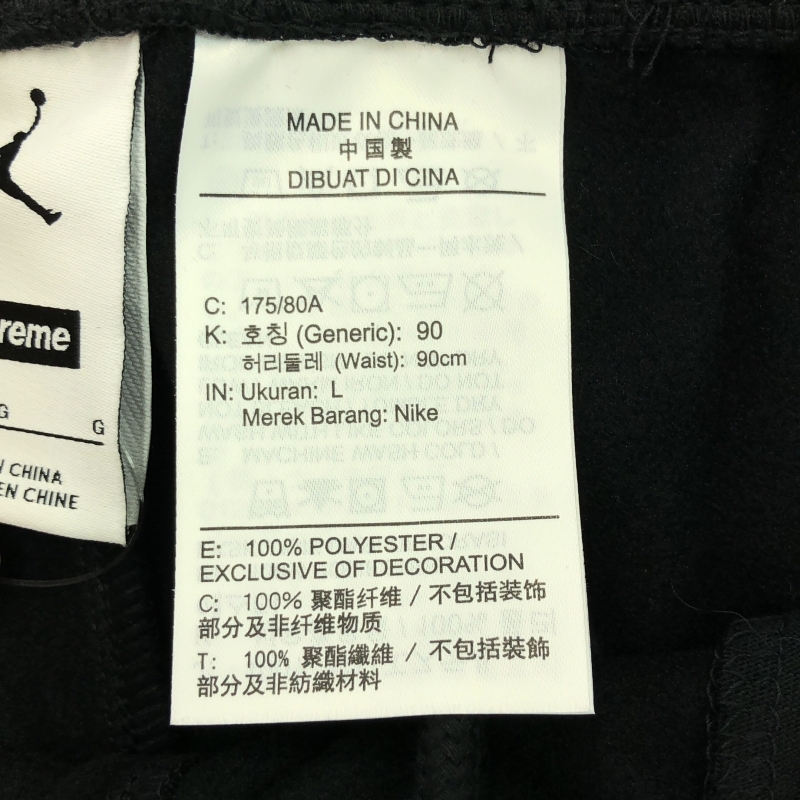 reme
G G
CHINA
EN CHINE
MADE IN CHINA
中国製
DIBUAT DI CINA
C: 175/80A
K: 호칭 (Generic): 90
허리둘레 (Waist): 90cm
IN: Ukuran: L
Merek Barang: Nike
E: 100% POLYESTER /
EXCLUSIVE OF DECORATION
C: 100% 聚酯纤维 / 不包括装饰
部分及非纤维物质
T: 100% 聚酯纖維 / 不包括裝飾
部分及非紡織材料